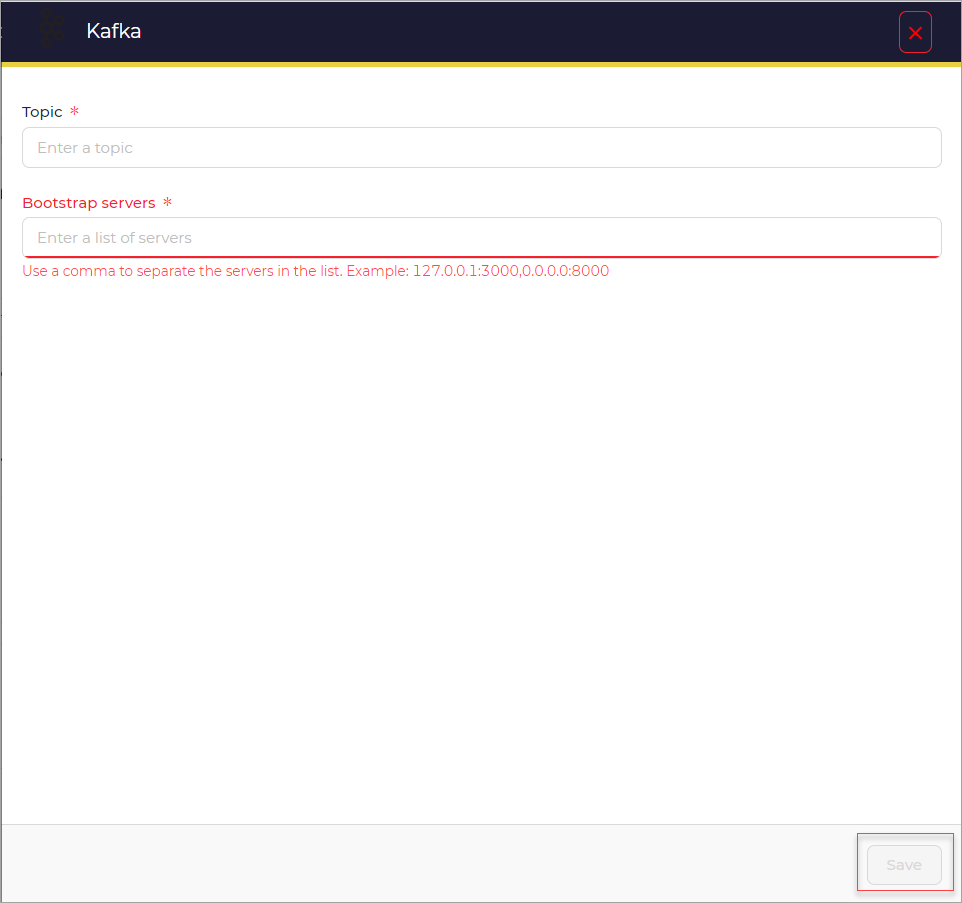 Kafka
Topic *
Enter a topic
Bootstrap servers *
Enter a list of servers
Use a comma to separate the servers in the list. Example: 127.0.0.1:3000,0.0.0.0:8000
Save